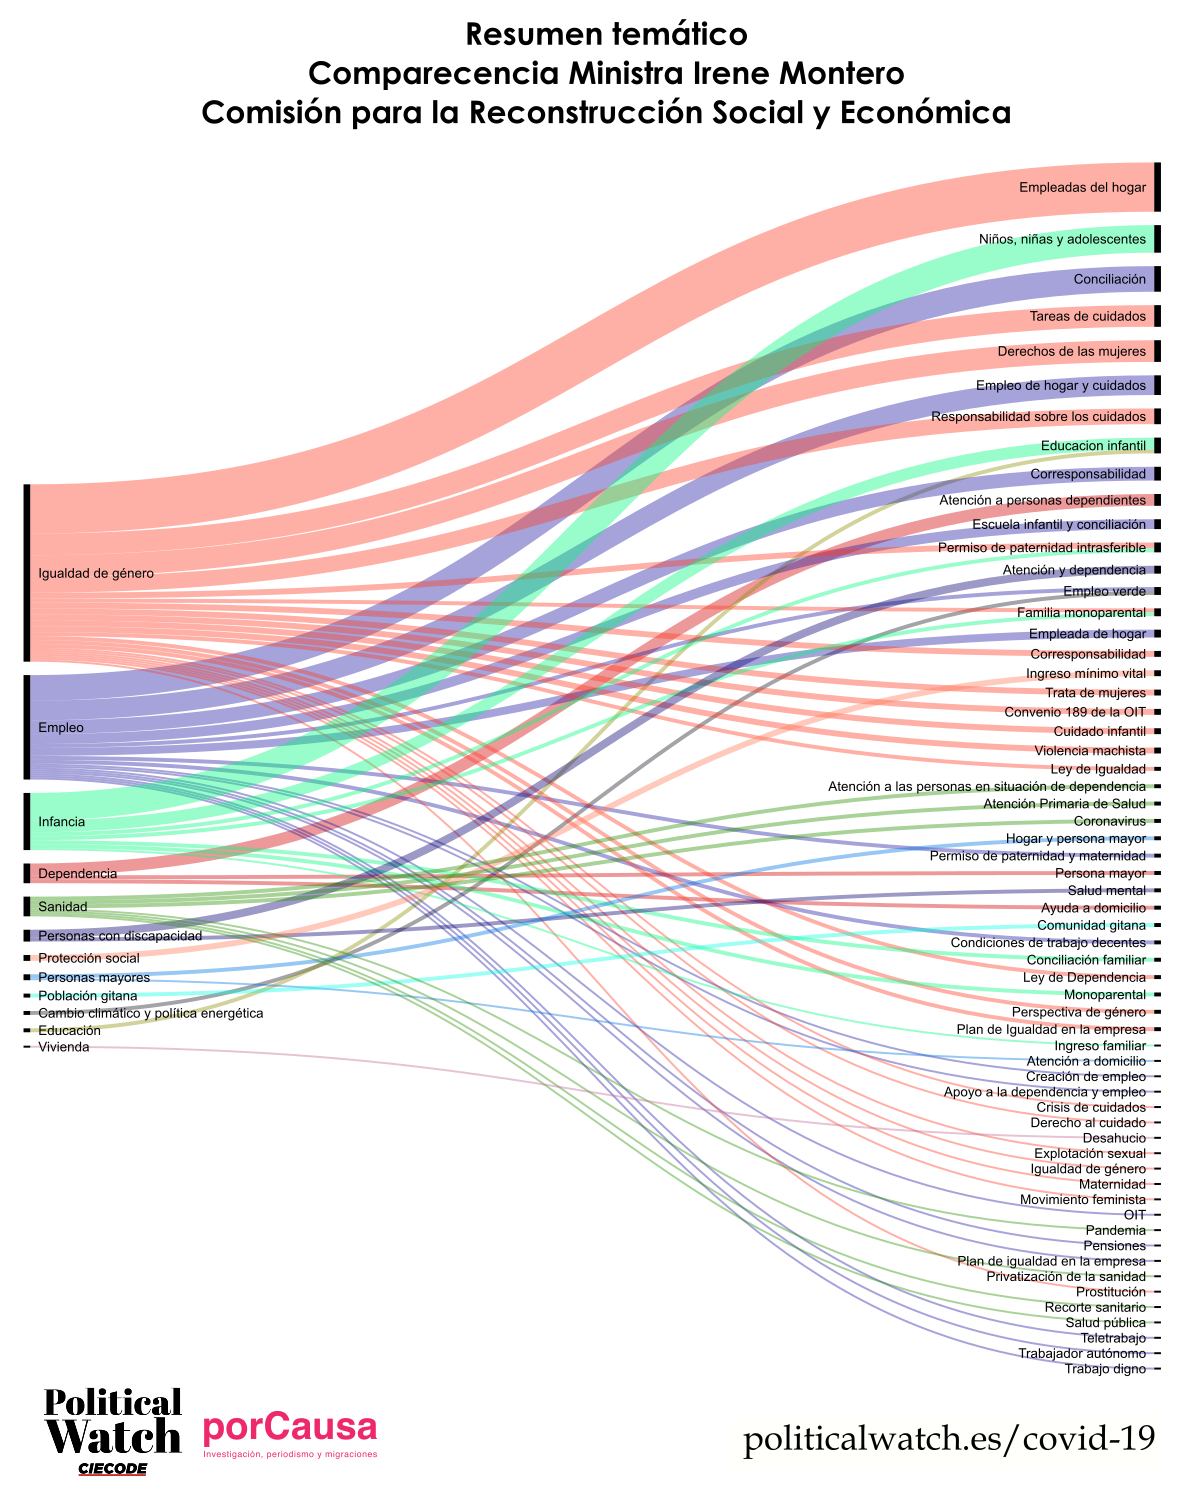 Resumen temático
Comparecencia Ministra Irene Montero
Comisión para la Reconstrucción Social y Económica
Igualdad de género
Empleo
Infancia
Dependencia
Sanidad
Personas con discapacidad
Protección social
Personas mayores
Población gitana
Cambio climático y política energética
Educación
Vivienda
Empleadas del hogar
Niños, niñas y adolescentes
Conciliación
Tareas de cuidados
Derechos de las mujeres
Empleo de hogar y cuidados
Responsabilidad sobre los cuidados
Educacion infantil
Corresponsabilidad
Atención a personas dependientes
Escuela infantil y conciliación
Permiso de paternidad intrasferible
Atención y dependencia
Empleo verde
Familia monoparental
Empleada de hogar
Corresponsabilidad
Ingreso mínimo vital
Trata de mujeres
Convenio 189 de la OIT
Cuidado infantil
Violencia machista
Ley de Igualdad
Atención a las personas en situación de dependencia
Atención Primaria de Salud
Coronavirus
Hogar y persona mayor
Permiso de paternidad y maternidad
Persona mayor
Salud mental
Ayuda a domicilio
Comunidad gitana
Condiciones de trabajo decentes
Conciliación familiar
Ley de Dependencia
Monoparental
Perspectiva de género
Plan de Igualdad en la empresa
Ingreso familiar
Atención a domicilio
Creación de empleo
Apoyo a la dependencia y empleo
Crisis de cuidados
Derecho al cuidado
Desahucio
Explotación sexual
Igualdad de género
Maternidad
Movimiento feminista
OIT
Pandemia
Pensiones
Plan de igualdad en la empresa
Privatización de la sanidad
Prostitución
Recorte sanitario
Salud pública
Teletrabajo
Trabajador autónomo
Trabajo digno
Political
Watch
CIECODE
porCausa
Investigación, periodismo y migraciones
politicalwatch.es/covid-19